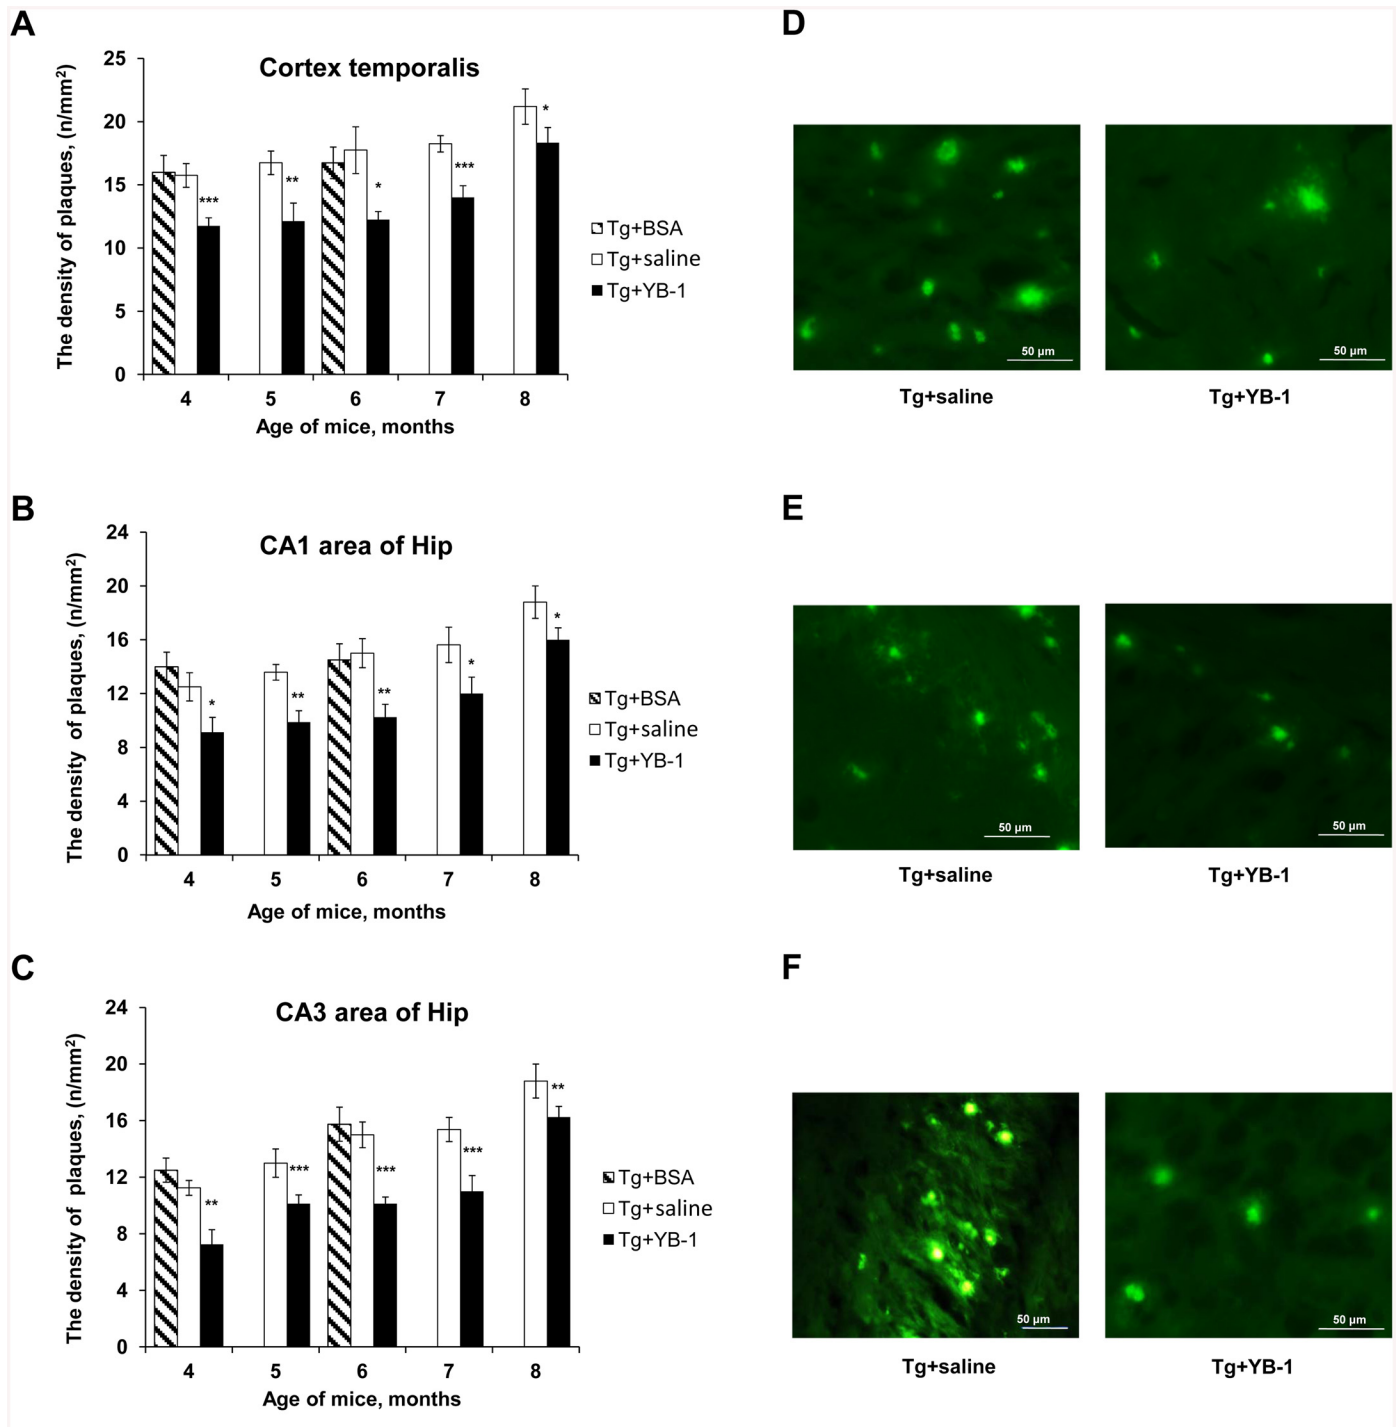 A
Cortex temporalis
The density of plaques, (n/mm²)
25
20
15
10
5
0
***
**
*
***
*
4 5 6 7 8
Age of mice, months
Tg+BSA
Tg+saline
Tg+YB-1
D
50 µm
50 µm
Tg+saline
Tg+YB-1
B
CA1 area of Hip
The density of plaques, (n/mm²)
24
20
16
12
8
4
0
*
**
**
*
*
4 5 6 7 8
Age of mice, months
Tg+BSA
Tg+saline
Tg+YB-1
E
50 µm
50 µm
Tg+saline
Tg+YB-1
C
CA3 area of Hip
The density of plaques, (n/mm²)
24
20
16
12
8
4
0
**
***
***
***
**
4 5 6 7 8
Age of mice, months
Tg+BSA
Tg+saline
Tg+YB-1
F
50 µm
50 µm
Tg+saline
Tg+YB-1